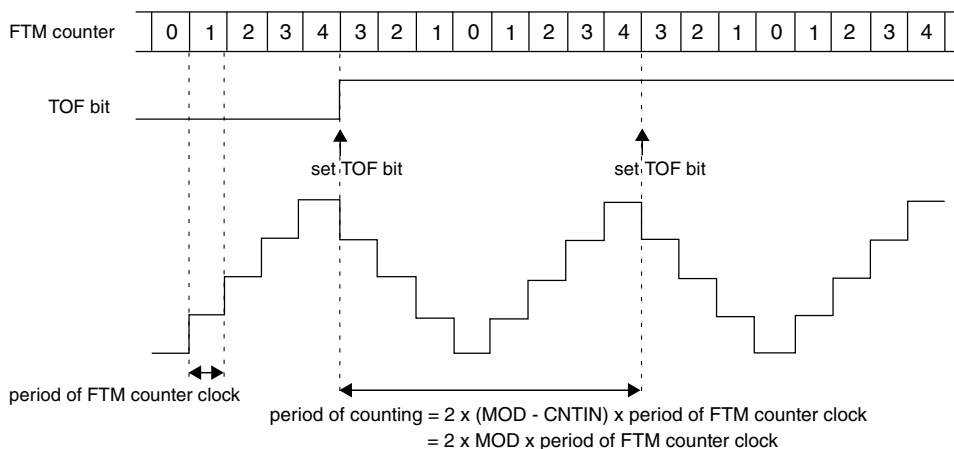 FTM counter 0 1 2 3 4 3 2 1 0 1 2 3 4 3 2 1 0 1 2 3 4
TOF bit
set TOF bit set TOF bit
period of FTM counter clock
period of counting = 2 x (MOD - CNTIN) x period of FTM counter clock
= 2 x MOD x period of FTM counter clock